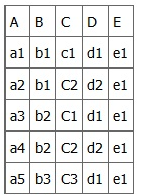 A B C D E
a1 b1 c1 d1 e1
a2 b1 C2 d2 e1
a3 b2 C1 d1 e1
a4 b2 C2 d2 e1
a5 b3 C3 d1 e1